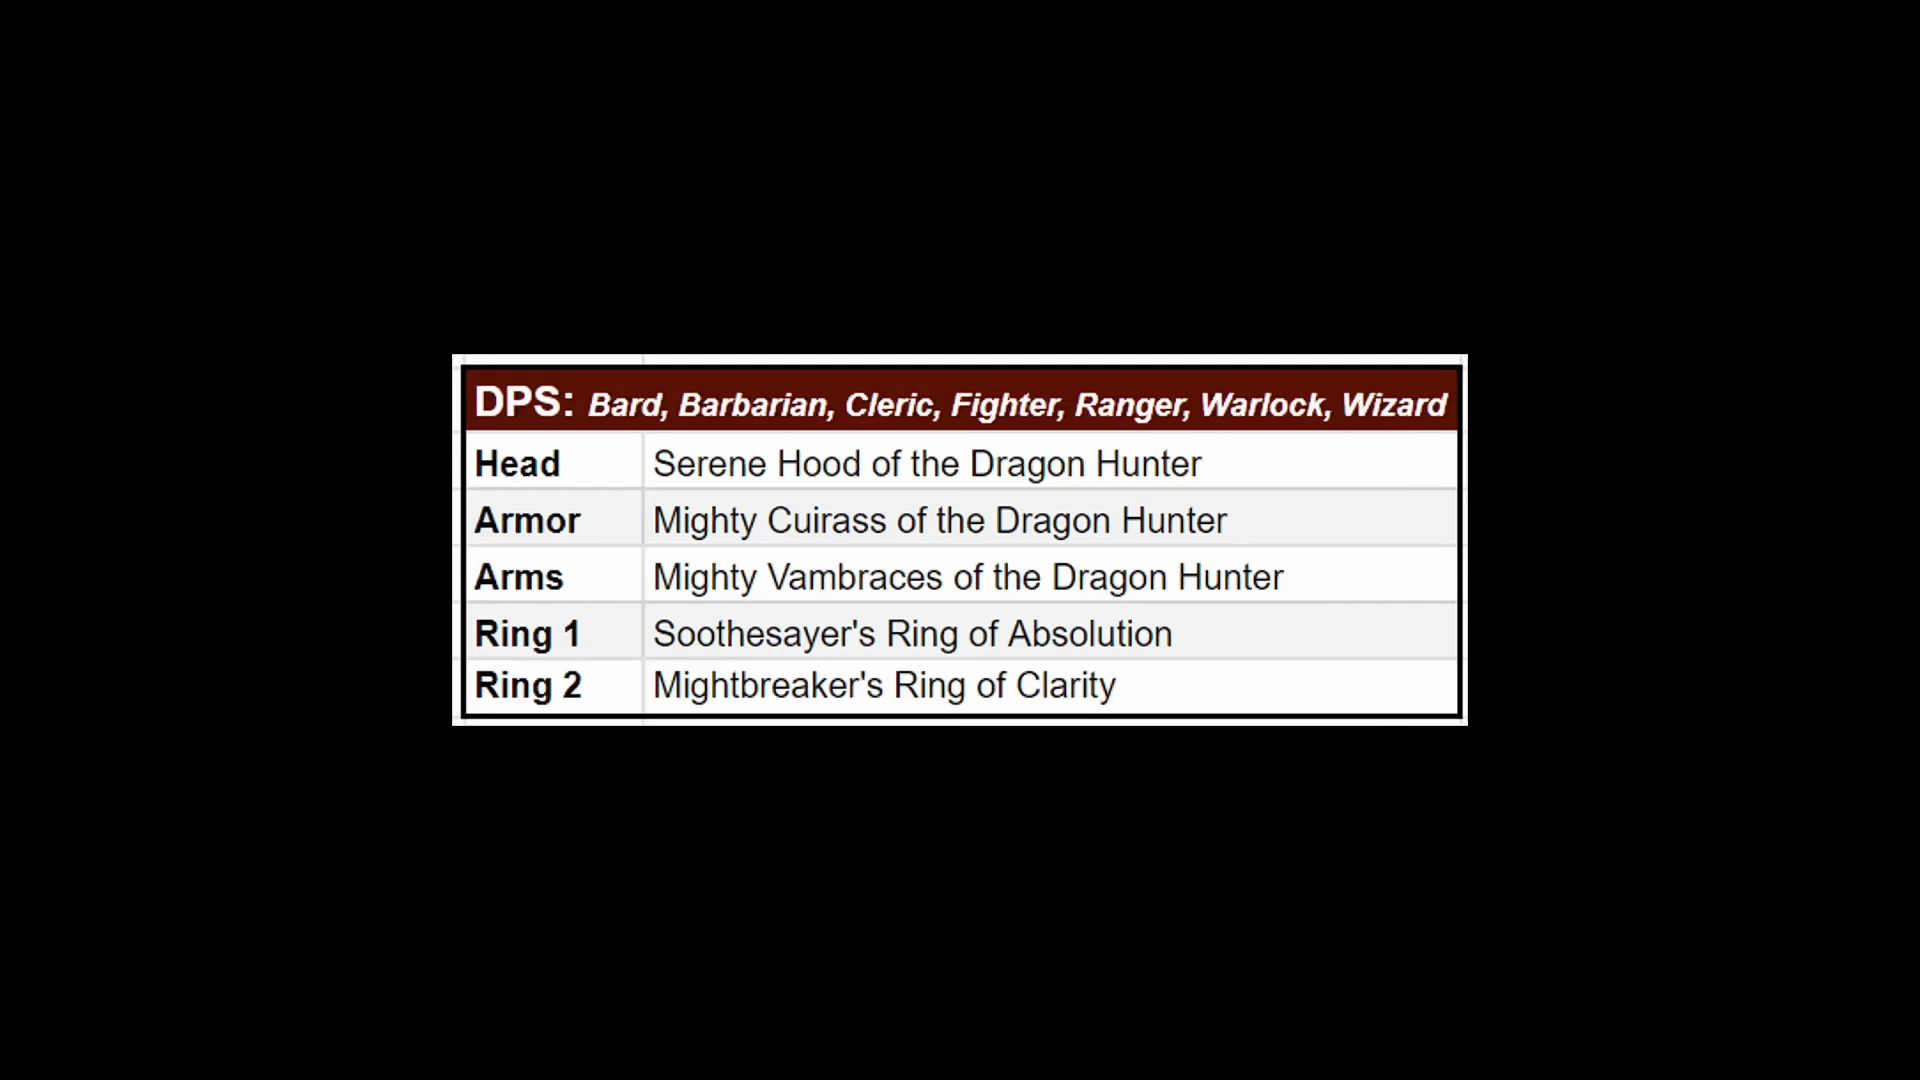 DPS: Bard, Barbarian, Cleric, Fighter, Ranger, Warlock, Wizard
Head Serene Hood of the Dragon Hunter
Armor Mighty Cuirass of the Dragon Hunter
Arms Mighty Vambraces of the Dragon Hunter
Ring 1 Soothesayer's Ring of Absolution
Ring 2 Mightbreaker's Ring of Clarity